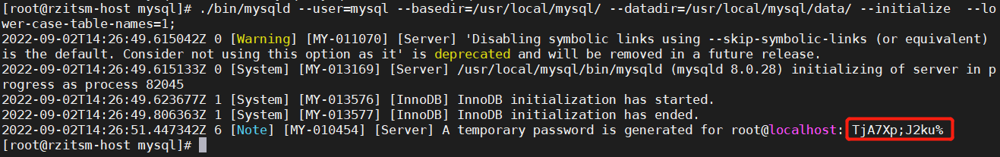 [root@rzitsm-host mysql]# ./bin/mysqld --user=mysql --basedir=/usr/local/mysql/ --datadir=/usr/local/mysql/data/ --initialize  --lo
wer-case-table-names=1;
2022-09-02T14:26:49.615042Z 0 [Warning] [MY-011070] [Server] 'Disabling symbolic links using --skip-symbolic-links (or equivalent)
is the default. Consider not using this option as it' is deprecated and will be removed in a future release.
2022-09-02T14:26:49.615133Z 0 [System] [MY-013169] [Server] /usr/local/mysql/bin/mysqld (mysqld 8.0.28) initializing of server in p
rogress as process 82045
2022-09-02T14:26:49.623677Z 1 [System] [MY-013576] [InnoDB] InnoDB initialization has started.
2022-09-02T14:26:49.806363Z 1 [System] [MY-013577] [InnoDB] InnoDB initialization has ended.
2022-09-02T14:26:51.447342Z 6 [Note] [MY-010454] [Server] A temporary password is generated for root@localhost: TjA7Xp;J2ku%
[root@rzitsm-host mysql]#